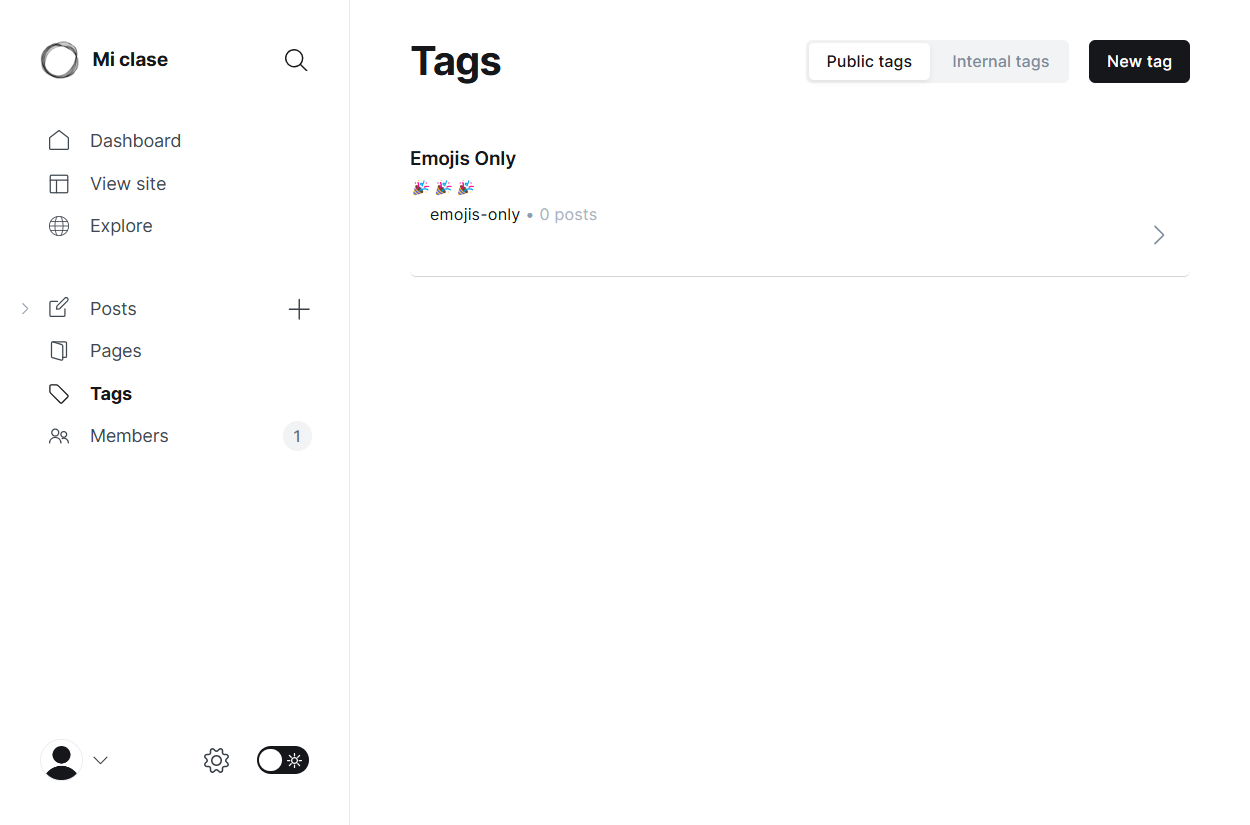 Mi clase
Dashboard
View site
Explore
Posts
Pages
Tags
Members 1
Tags
Public tags Internal tags New tag
Emojis Only
🎉 🎉 🎉
emojis-only • 0 posts